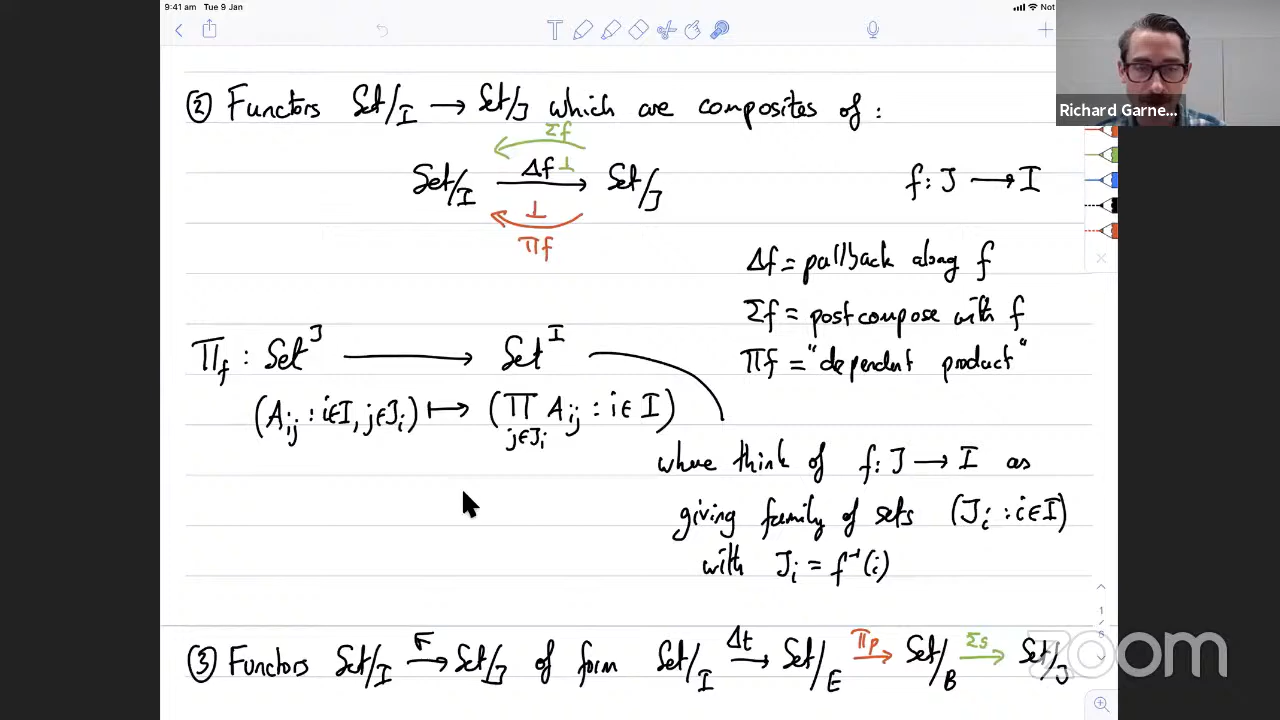 9:41 am Tue 9 Jan
Not
Richard Garne...
② Functors Set/I → Set/J which are composites of :
Σf
Set/I Δf ⊥ → Set/J
f : J → I
⊥
Πf
Δf = pullback along f
Σf = postcompose with f
Πf = "dependent product"
Πf : Set^J → Set^I
(A_ij : i∈I, j∈J_i) ↦ (Π_{j∈J_i} A_ij : i∈I)
where think of f : J → I as
giving family of sets (J_i : i∈I)
with J_i = f⁻¹(i)
③ Functors Set/I F→ Set/J of form Set/I Δt→ Set/E Πp→ Set/B Σs→ Set/J
zoom